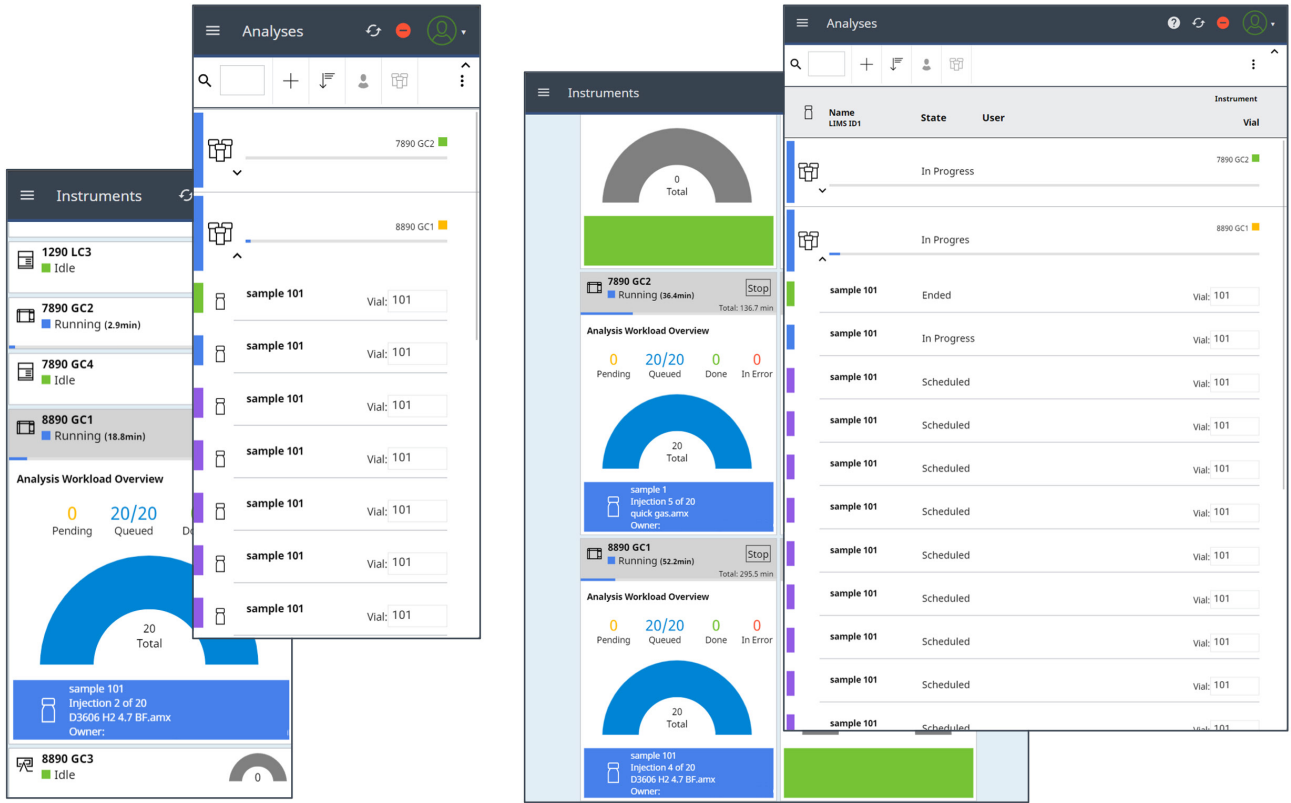 Instruments
1290 LC3
Idle
7890 GC2
Running (2.9min)
7890 GC4
Idle
8890 GC1
Running (18.8min)
Analysis Workload Overview
0 20/20
Pending Queued
20
Total
sample 101
Injection 2 of 20
D3606 H2 4.7 BF.amx
Owner:
8890 GC3
Idle
0
Analyses
7890 GC2
8890 GC1
sample 101
Vial: 101
sample 101
Vial: 101
sample 101
Vial: 101
sample 101
Vial: 101
sample 101
Vial: 101
sample 101
Vial: 101
sample 101
Vial: 101
Instruments
0
Total
7890 GC2
Running (36.4min)
Stop
Total: 136.7 min
Analysis Workload Overview
0 20/20 0 0
Pending Queued Done In Error
20
Total
sample 1
Injection 5 of 20
quick gas.amx
Owner:
8890 GC1
Running (52.2min)
Stop
Total: 295.5 min
Analysis Workload Overview
0 20/20 0 0
Pending Queued Done In Error
20
Total
sample 101
Injection 4 of 20
D3606 H2 4.7 BF.amx
Owner:
Analyses
Instrument
Name State User
LIMS ID1
Vial
7890 GC2
In Progress
8890 GC1
In Progres
sample 101 Ended Vial: 101
sample 101 In Progress Vial: 101
sample 101 Scheduled Vial: 101
sample 101 Scheduled Vial: 101
sample 101 Scheduled Vial: 101
sample 101 Scheduled Vial: 101
sample 101 Scheduled Vial: 101
sample 101 Scheduled Vial: 101
sample 101 Scheduled Vial: 101
sample 101 Scheduled Vial: 101
sample 101 Scheduled Vial: 101